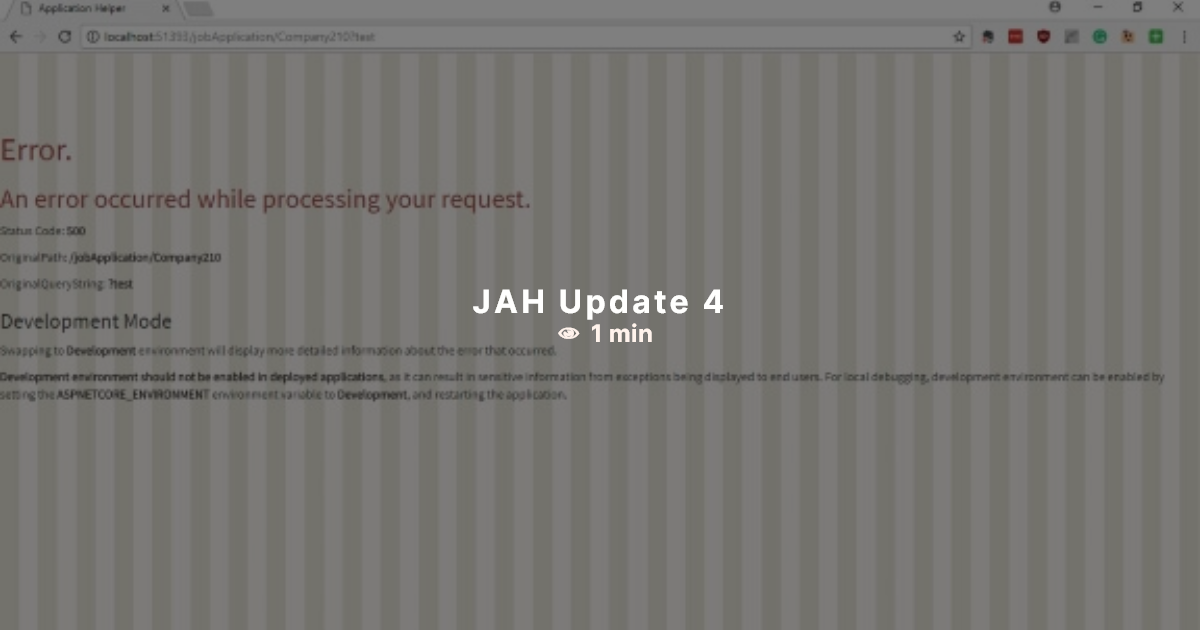 Application Helper
localhost:51393/jobApplication/Company210?test
Error.
An error occurred while processing your request.
Status Code: 500
OriginalPath: /jobApplication/Company210
OriginalQueryString: ?test
JAH Update 4
1 min
Development Mode
Swapping to Development environment will display more detailed information about the error that occurred.
Development environment should not be enabled in deployed applications, as it can result in sensitive information from exceptions being displayed to end users. For local debugging, development environment can be enabled by
setting the ASPNETCORE_ENVIRONMENT environment variable to Development, and restarting the application.